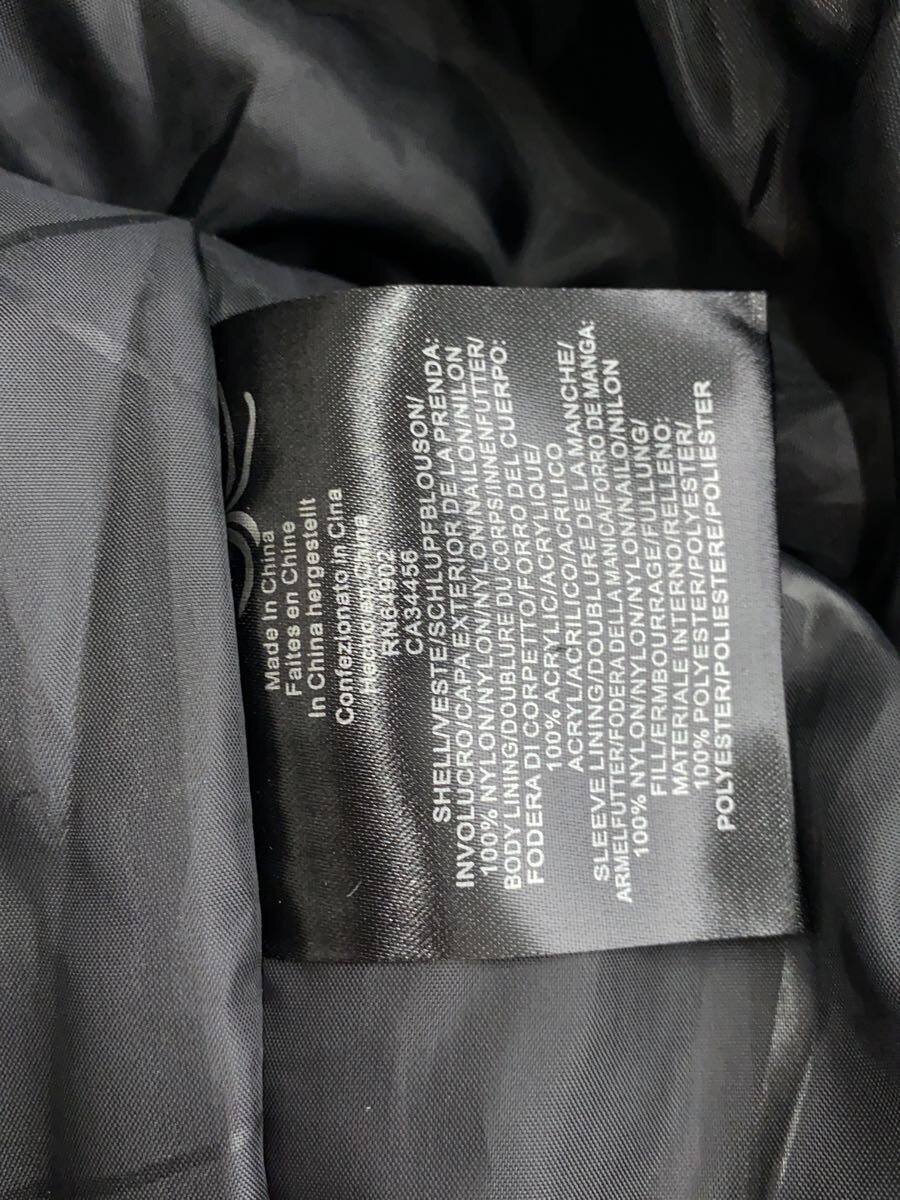 Made in China
Faites en Chine
In China hergestellt
Confezionato in Cina
Hecho en China
RN64902
CA34456
SHELL/VESTE/SCHLUPFBLOUSON/
INVOLUCRO/CAPA EXTERIOR DE LA PRENDA:
100% NYLON/NYLON/NYLON/NAILON/NILON
BODY LINING/DOUBLURE DU CORPS/INNENFUTTER/
FODERA DI CORPETTO/FORRO DEL CUERPO:
100% ACRYLIC/ACRYLIQUE/
ACRYL/ACRILICO/ACRILICO
SLEEVE LINING/DOUBLURE DE LA MANCHE/
ARMELFUTTER/FODERA DELLA MANICA/FORRO DE MANGA:
100% NYLON/NYLON/NYLON/NAILO/NILON
FILL/EMBOURRAGE/FULLUNG/
MATERIALE INTERNO/RELLENO:
100% POLYESTER/POLYESTER/
POLYESTER/POLIESTERE/POLIESTER